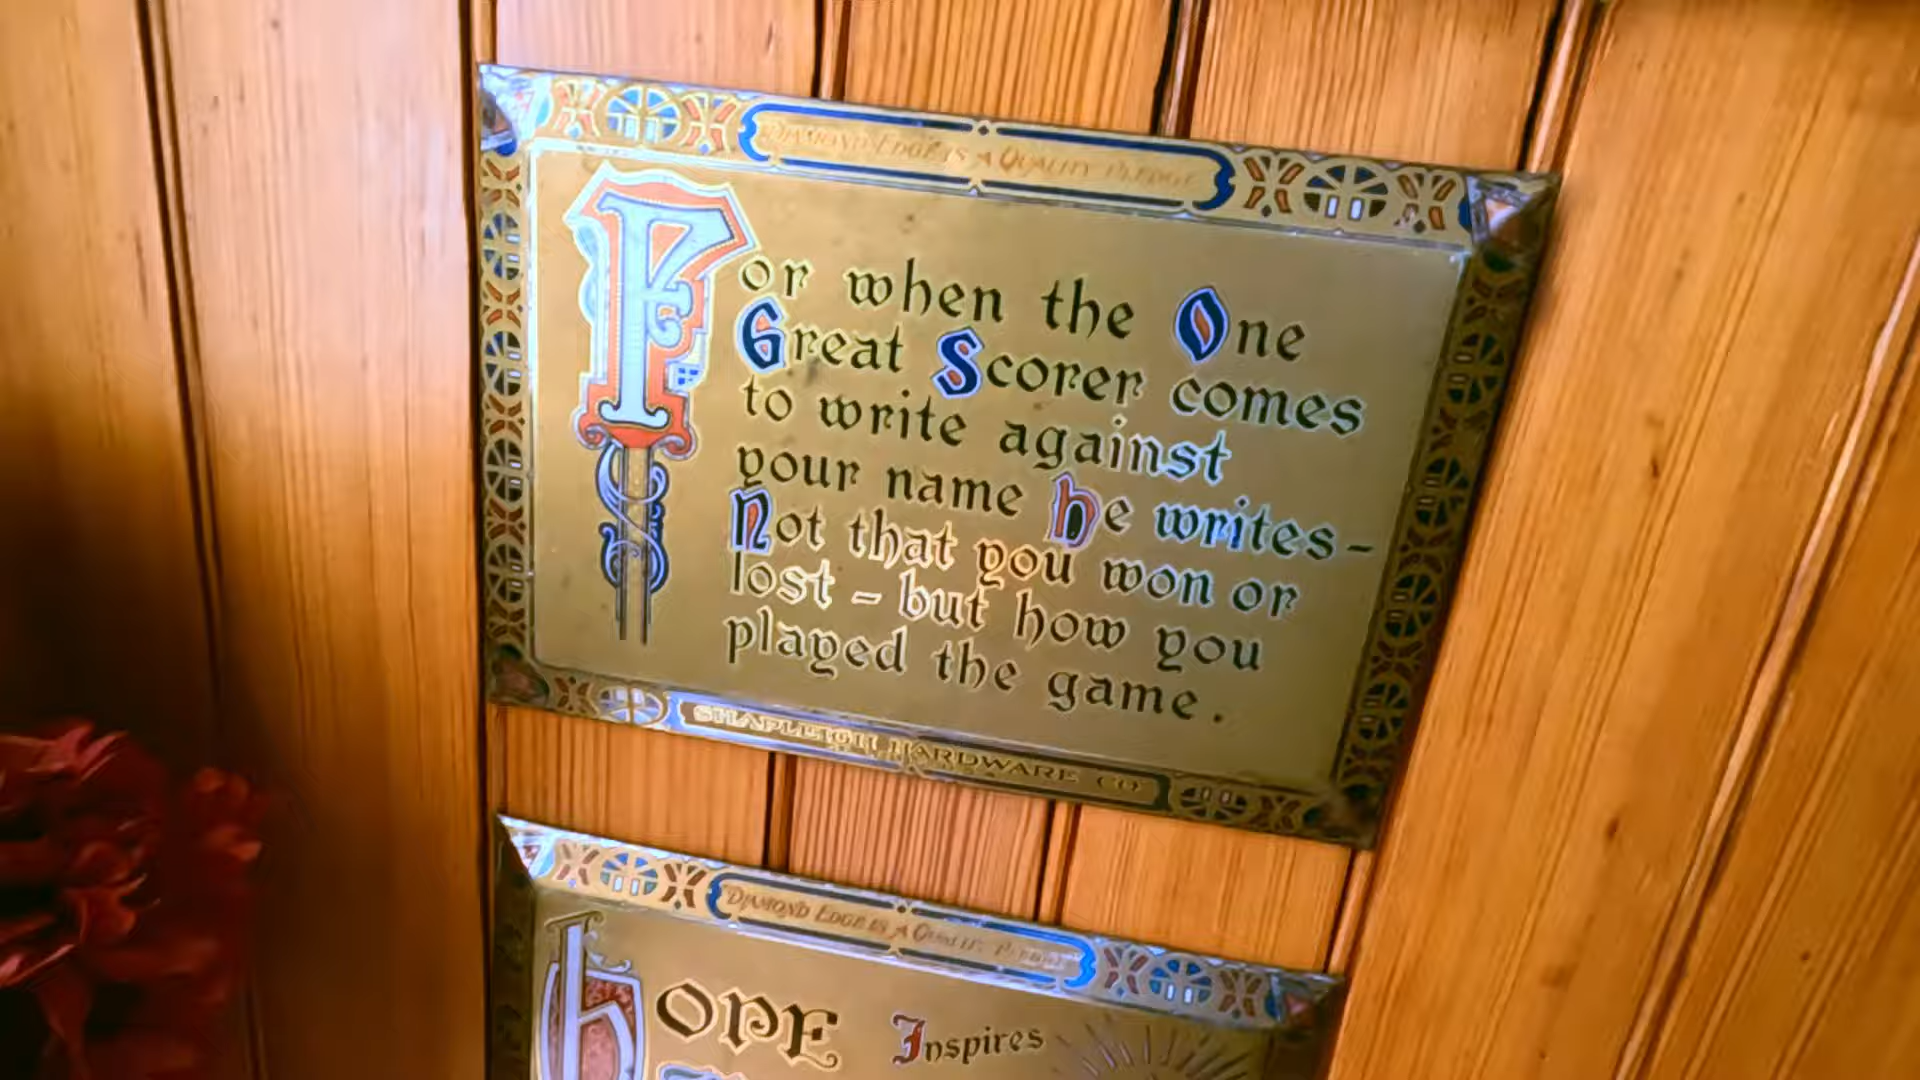 DIAMOND EDGE IS A QUALITY PLEDGE
For when the One
Great Scorer comes
to write against
your name he writes-
Not that you won or
lost - but how you
played the game.
SHAPLEIGH HARDWARE CO.
DIAMOND EDGE IS A QUALITY PLEDGE
hOPE Inspires